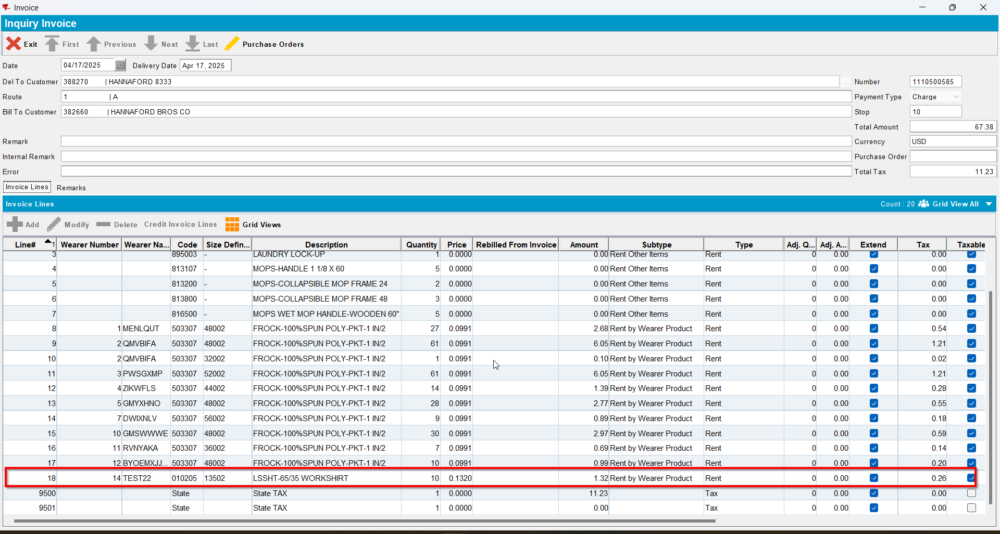 Invoice
Inquiry Invoice
Exit First Previous Next Last Purchase Orders
Date 04/17/2025 Delivery Date Apr 17, 2025
Del To Customer 388270 | HANNAFORD 8333 ... Number 1110500585
Route 1 | A Payment Type Charge
Bill To Customer 382660 | HANNAFORD BROS CO Stop 10
Total Amount 67.38
Remark Currency USD
Internal Remark Purchase Order
Error Total Tax 11.23
Invoice Lines Remarks
Invoice Lines Count : 20 Grid View All
Add Modify Delete Credit Invoice Lines Grid Views
Line# 1 Wearer Number Wearer Na... Code Size Defin... Description Quantity Price Rebilled From Invoice Amount Subtype Type Adj. Q... Adj. A... Extend Tax Taxable
3 895003 - LAUNDRY LOCK-UP 1 0.0000 0.00 Rent Other Items Rent 0 0.00 0.00
4 813107 - MOPS-HANDLE 1 1/8 X 60 5 0.0000 0.00 Rent Other Items Rent 0 0.00 0.00
5 813200 - MOPS-COLLAPSIBLE MOP FRAME 24 2 0.0000 0.00 Rent Other Items Rent 0 0.00 0.00
6 813800 - MOPS-COLLAPSIBLE MOP FRAME 48 3 0.0000 0.00 Rent Other Items Rent 0 0.00 0.00
7 816500 - MOPS WET MOP HANDLE-WOODEN 60" 5 0.0000 0.00 Rent Other Items Rent 0 0.00 0.00
8 1 MENLQUT 503307 48002 FROCK-100%SPUN POLY-PKT-1 IN/2 27 0.0991 2.68 Rent by Wearer Product Rent 0 0.00 0.54
9 2 QMVBIFA 503307 48002 FROCK-100%SPUN POLY-PKT-1 IN/2 61 0.0991 6.05 Rent by Wearer Product Rent 0 0.00 1.21
10 2 QMVBIFA 503307 32002 FROCK-100%SPUN POLY-PKT-1 IN/2 1 0.0991 0.10 Rent by Wearer Product Rent 0 0.00 0.02
11 3 PWSGXMP 503307 52002 FROCK-100%SPUN POLY-PKT-1 IN/2 61 0.0991 6.05 Rent by Wearer Product Rent 0 0.00 1.21
12 4 ZIKWFLS 503307 44002 FROCK-100%SPUN POLY-PKT-1 IN/2 14 0.0991 1.39 Rent by Wearer Product Rent 0 0.00 0.28
13 5 GMYXHNO 503307 48002 FROCK-100%SPUN POLY-PKT-1 IN/2 28 0.0991 2.77 Rent by Wearer Product Rent 0 0.00 0.55
14 7 DWIXNLV 503307 56002 FROCK-100%SPUN POLY-PKT-1 IN/2 9 0.0991 0.89 Rent by Wearer Product Rent 0 0.00 0.18
15 10 GMSWWWE 503307 48002 FROCK-100%SPUN POLY-PKT-1 IN/2 30 0.0991 2.97 Rent by Wearer Product Rent 0 0.00 0.59
16 11 RVNYAKA 503307 36002 FROCK-100%SPUN POLY-PKT-1 IN/2 7 0.0991 0.69 Rent by Wearer Product Rent 0 0.00 0.14
17 12 BYOEMXJJ... 503307 48002 FROCK-100%SPUN POLY-PKT-1 IN/2 10 0.0991 0.99 Rent by Wearer Product Rent 0 0.00 0.20
18 14 TEST22 010205 13502 LSSHT-65/35 WORKSHIRT 10 0.1320 1.32 Rent by Wearer Product Rent 0 0.00 0.26
9500 State State TAX 1 0.0000 11.23 Tax 0 0.00 0.00
9501 State State TAX 1 0.0000 0.00 Tax 0 0.00 0.00